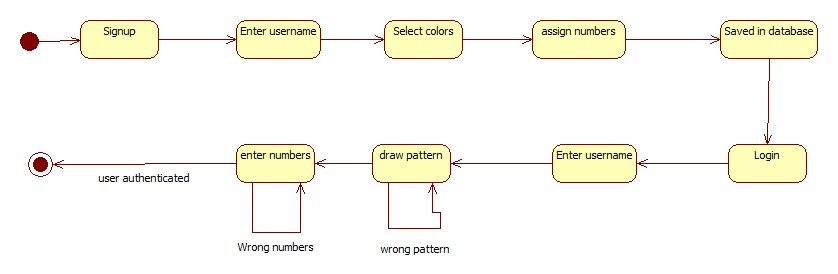 Signup
Enter username
Select colors
assign numbers
Saved in database
enter numbers
draw pattern
Enter username
Login
user authenticated
Wrong numbers
wrong pattern